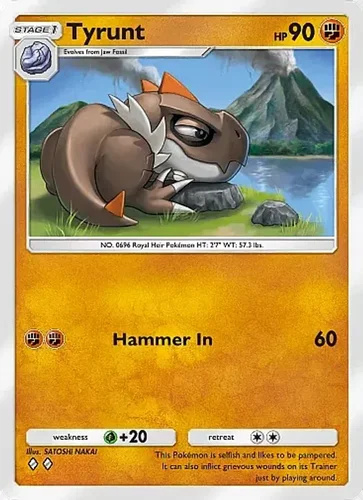 STAGE 1 Tyrunt HP 90
Evolves from Jaw Fossil
NO. 0696 Royal Heir Pokémon HT: 2'7" WT: 57.3 lbs.
Hammer In 60
Illus. SATOSHI NAKAI
weakness +20 retreat
This Pokémon is selfish and likes to be pampered.
It can also inflict grievous wounds on its Trainer
just by playing around.